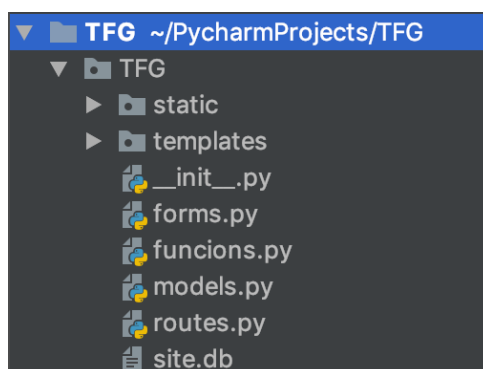 TFG ~/PycharmProjects/TFG
TFG
static
templates
__init__.py
forms.py
funcions.py
models.py
routes.py
site.db